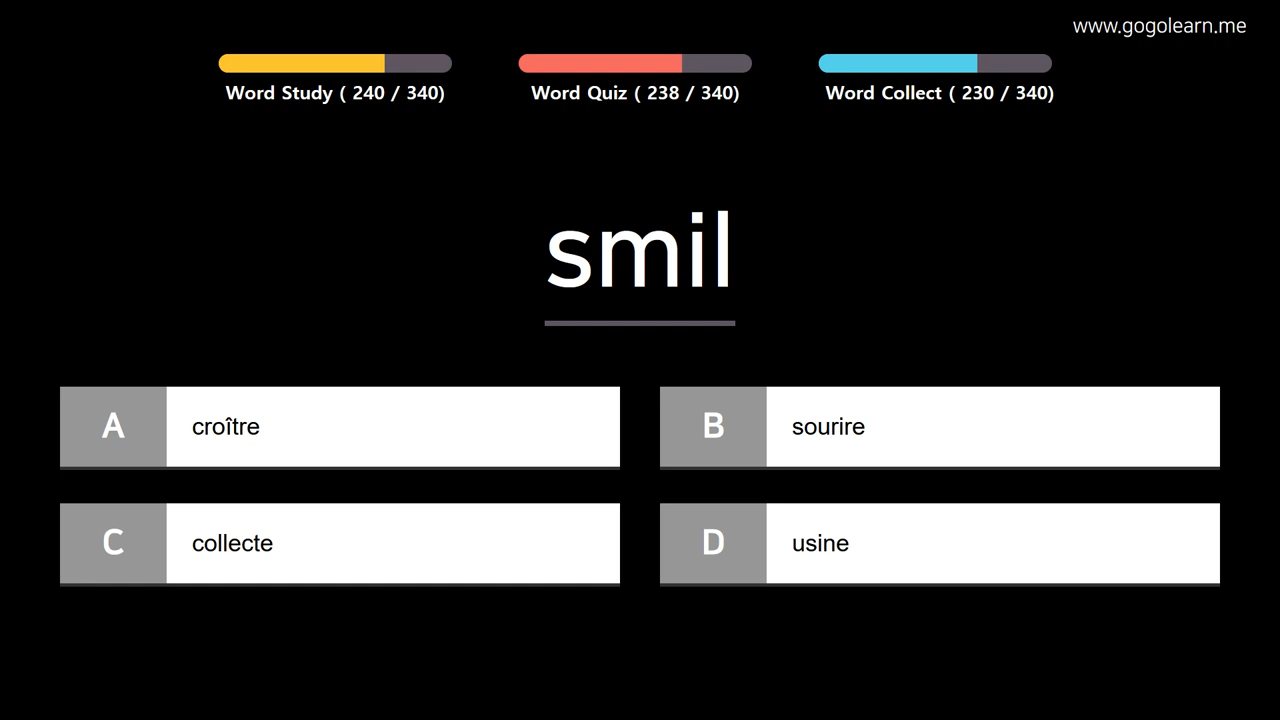 www.gogolearn.me
Word Study ( 240 / 340)
Word Quiz ( 238 / 340)
Word Collect ( 230 / 340)
smil
A croître
B sourire
C collecte
D usine